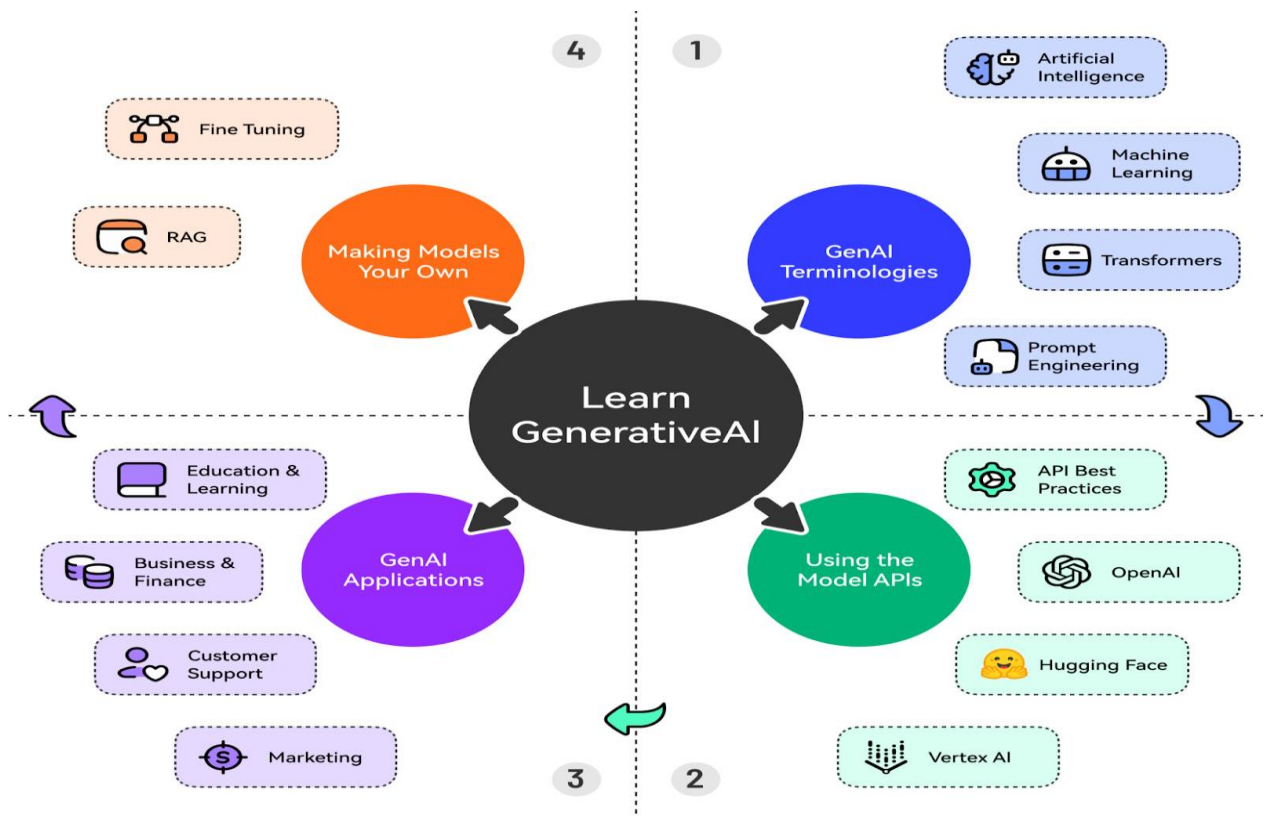 4
1
Artificial
Intelligence
Machine
Learning
Transformers
Prompt
Engineering
GenAI
Terminologies
Fine Tuning
RAG
Making Models
Your Own
Learn
GenerativeAI
API Best
Practices
OpenAI
Hugging Face
Vertex AI
Using the
Model APIs
2
Education &
Learning
Business &
Finance
Customer
Support
$
Marketing
GenAI
Applications
3